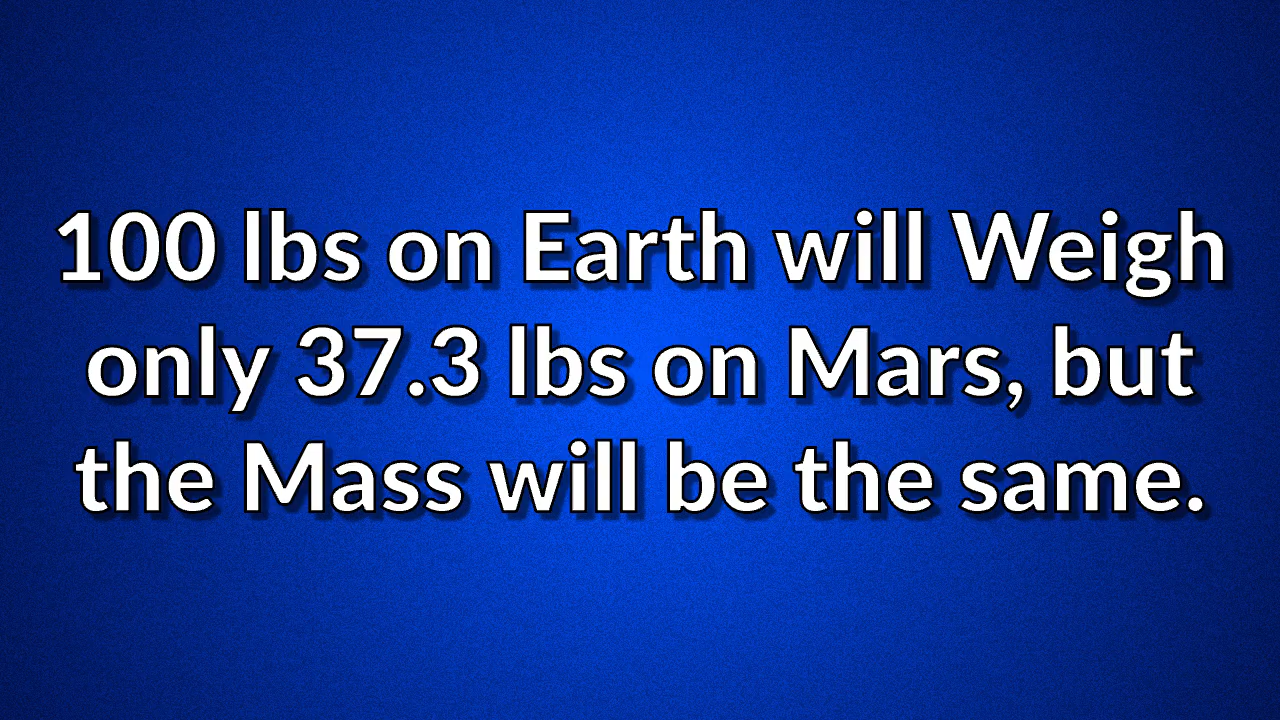 100 lbs on Earth will Weigh
only 37.3 lbs on Mars, but
the Mass will be the same.